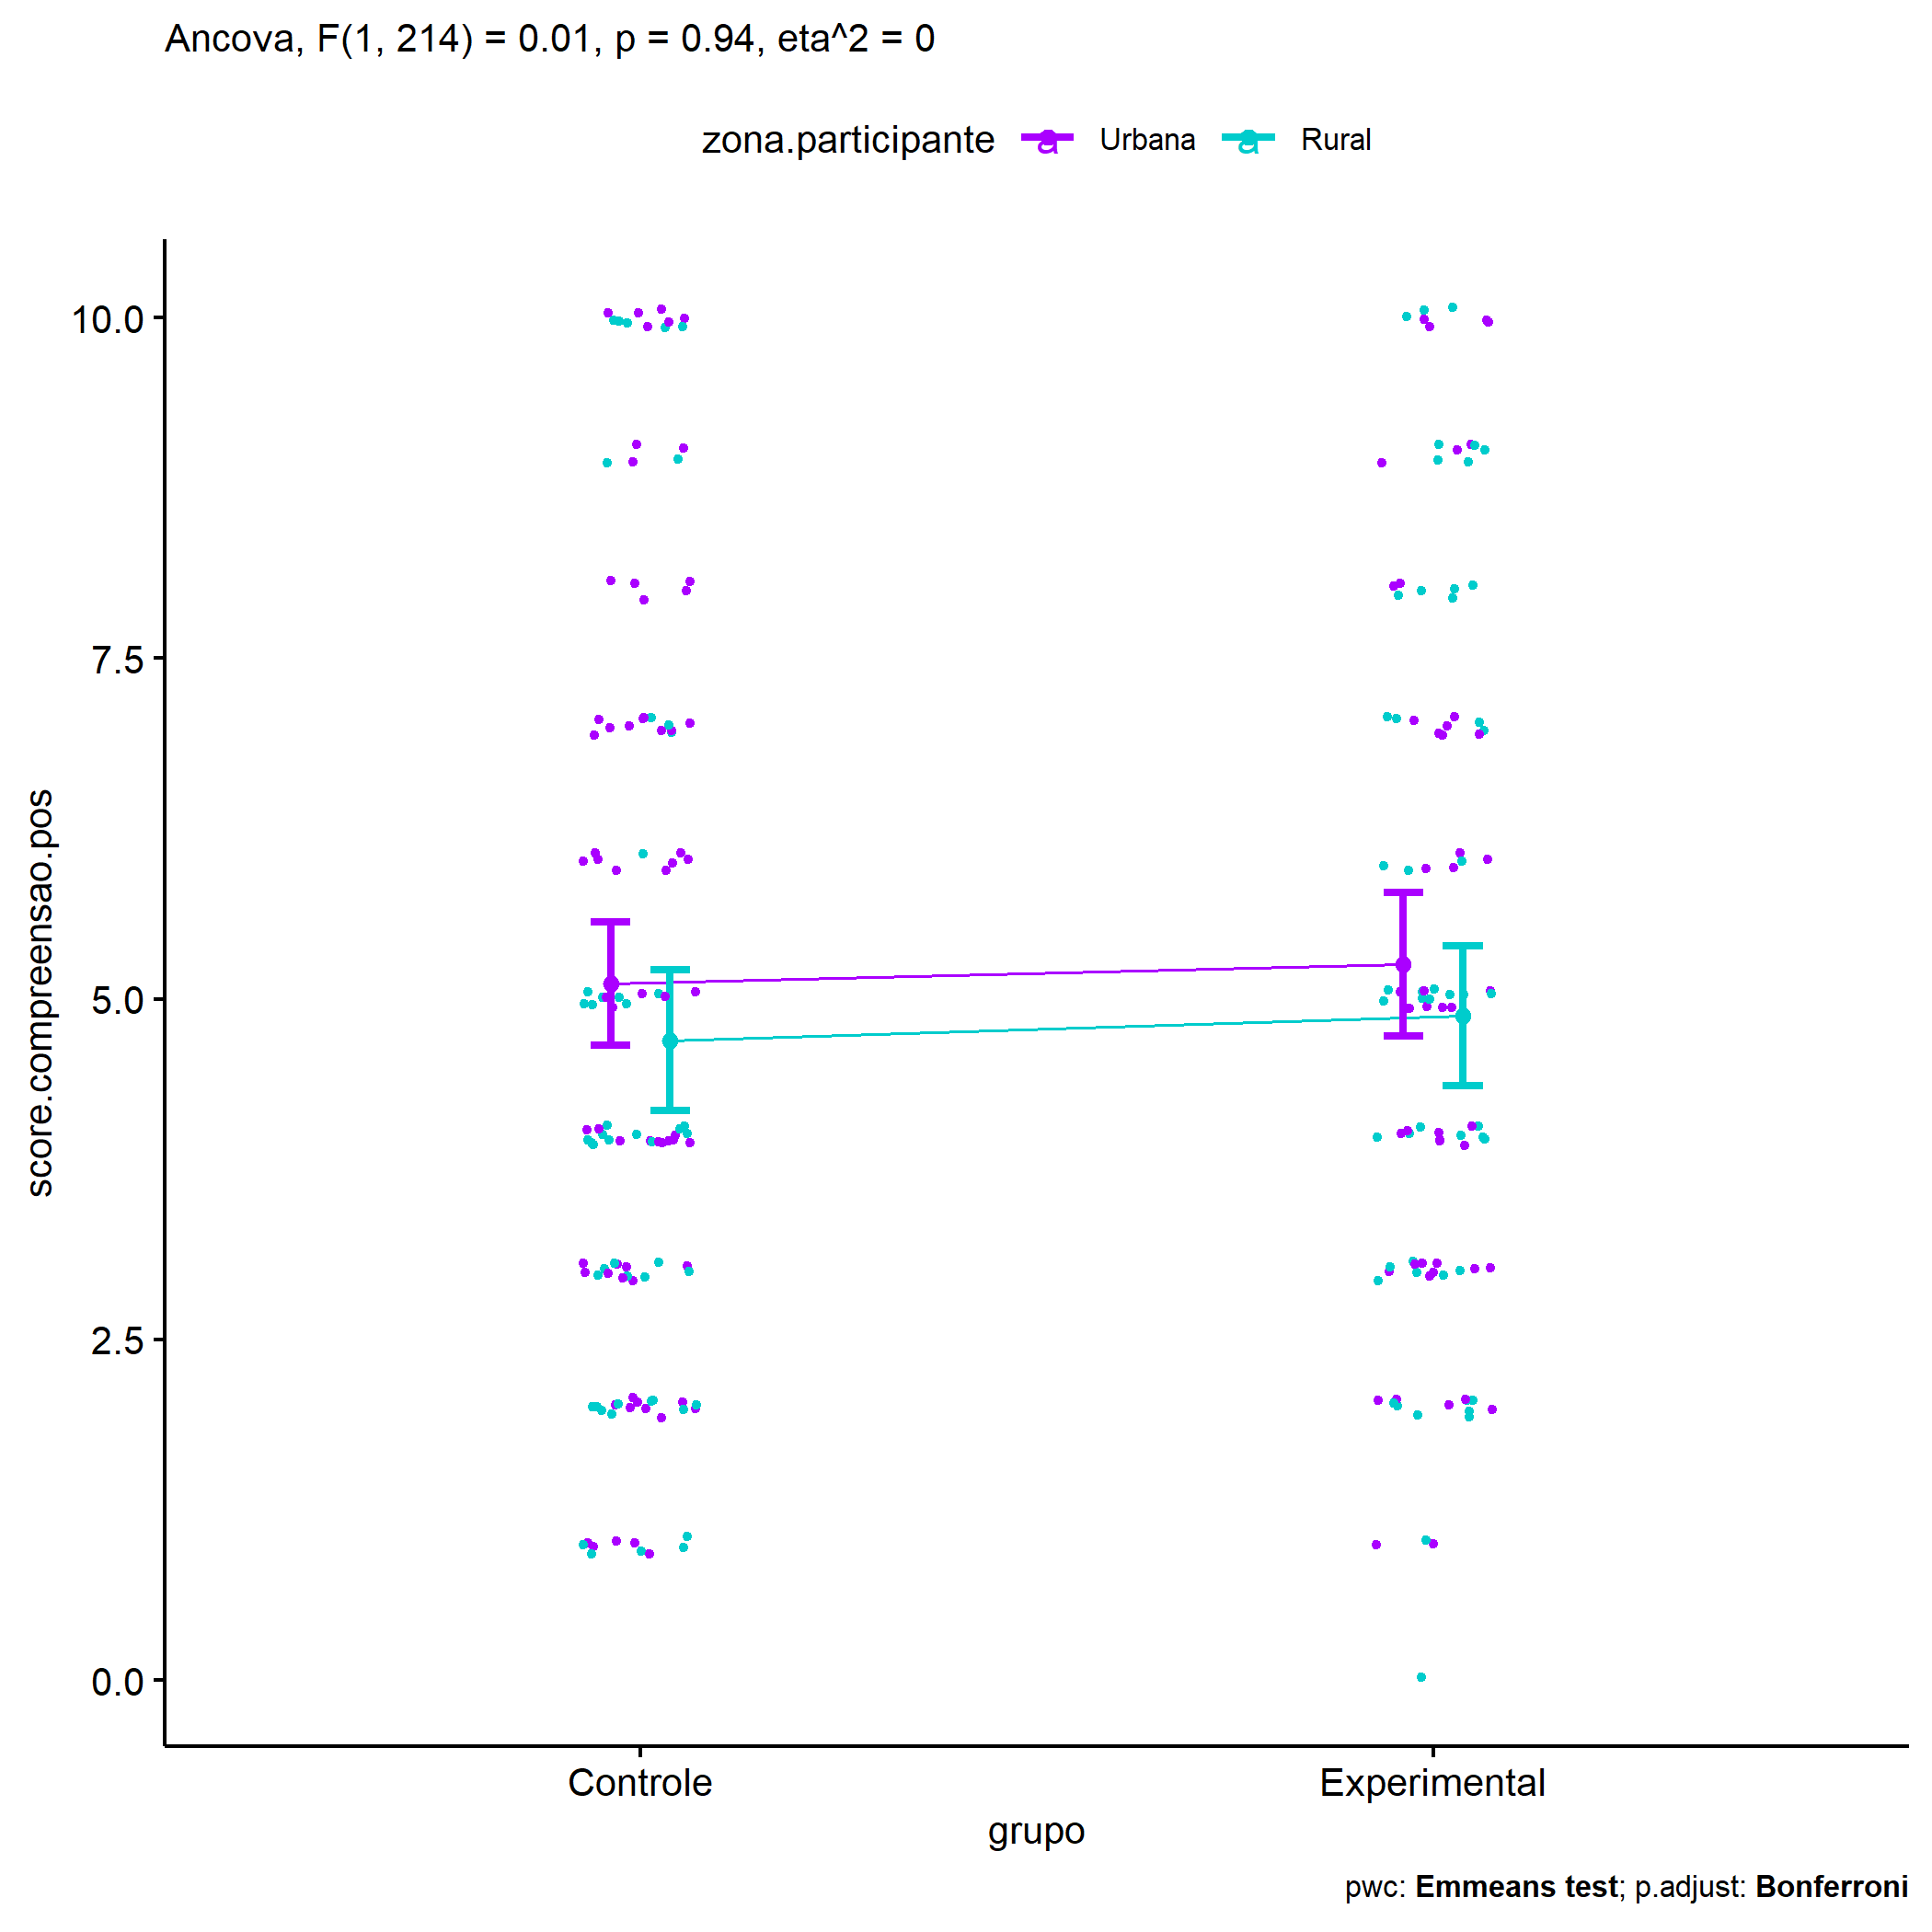 Ancova, F(1, 214) = 0.01, p = 0.94, eta^2 = 0
zona.participante a Urbana a Rural
10.0
7.5
5.0
2.5
0.0
score.compreensao.pos
Controle Experimental
grupo
pwc: Emmeans test; p.adjust: Bonferroni